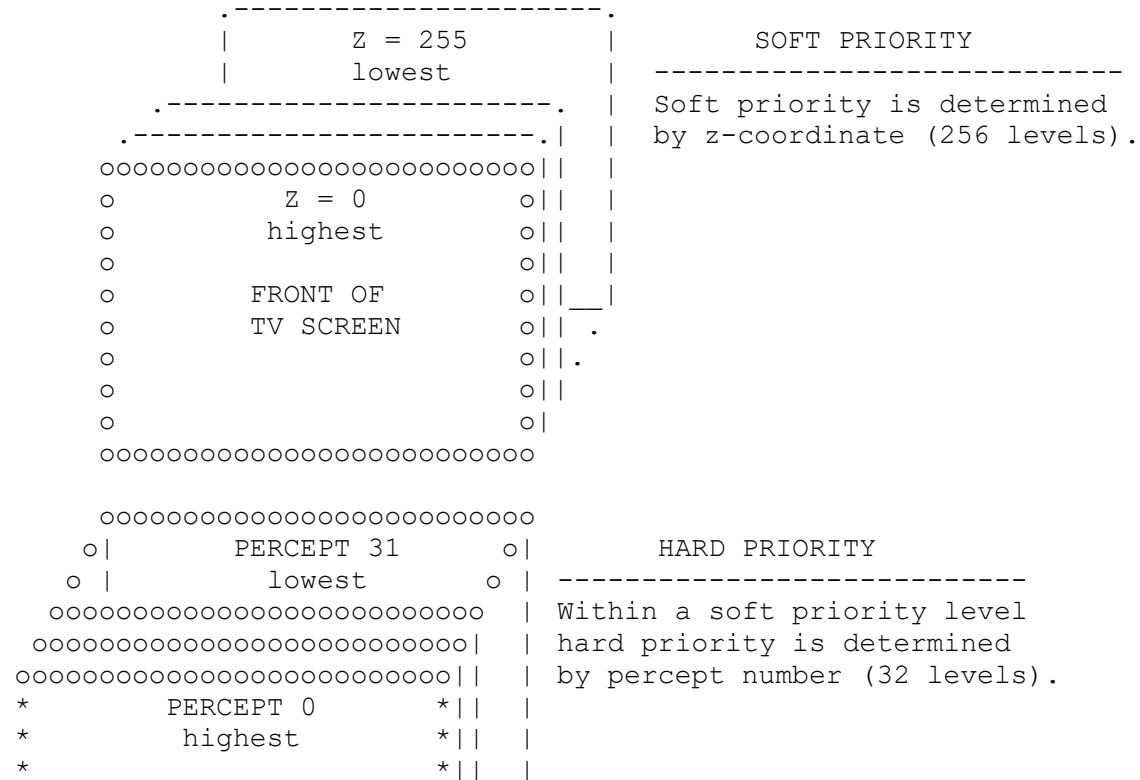 Z = 255
lowest
SOFT PRIORITY
Soft priority is determined
by z-coordinate (256 levels).
Z = 0
highest
FRONT OF
TV SCREEN
PERCEPT 31
lowest
HARD PRIORITY
Within a soft priority level
hard priority is determined
by percept number (32 levels).
PERCEPT 0
highest